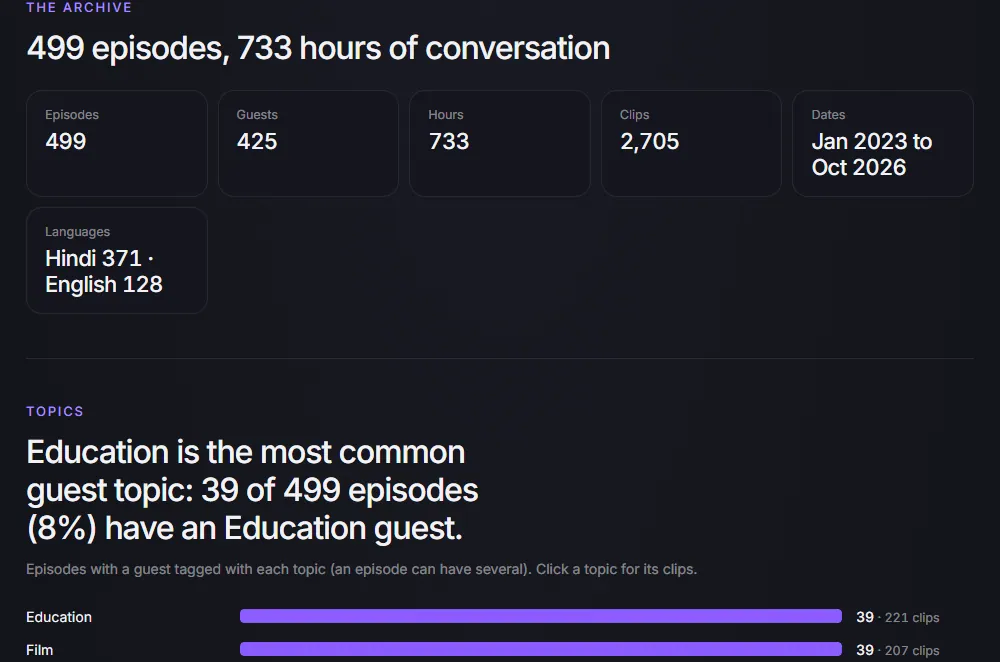 THE ARCHIVE
499 episodes, 733 hours of conversation
Episodes
499
Guests
425
Hours
733
Clips
2,705
Dates
Jan 2023 to
Oct 2026
Languages
Hindi 371 ·
English 128
TOPICS
Education is the most common
guest topic: 39 of 499 episodes
(8%) have an Education guest.
Episodes with a guest tagged with each topic (an episode can have several). Click a topic for its clips.
Education 39 · 221 clips
Film 39 · 207 clips